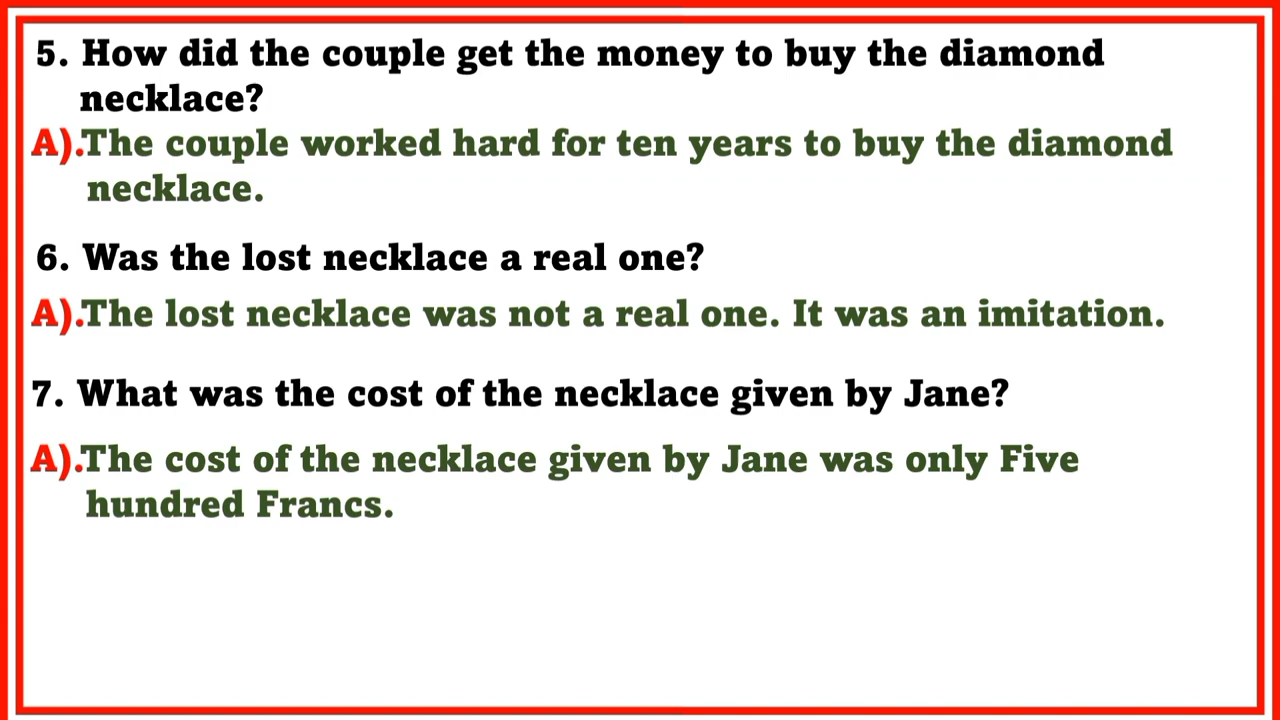 5. How did the couple get the money to buy the diamond
necklace?
A).The couple worked hard for ten years to buy the diamond
necklace.
6. Was the lost necklace a real one?
A).The lost necklace was not a real one. It was an imitation.
7. What was the cost of the necklace given by Jane?
A).The cost of the necklace given by Jane was only Five
hundred Francs.